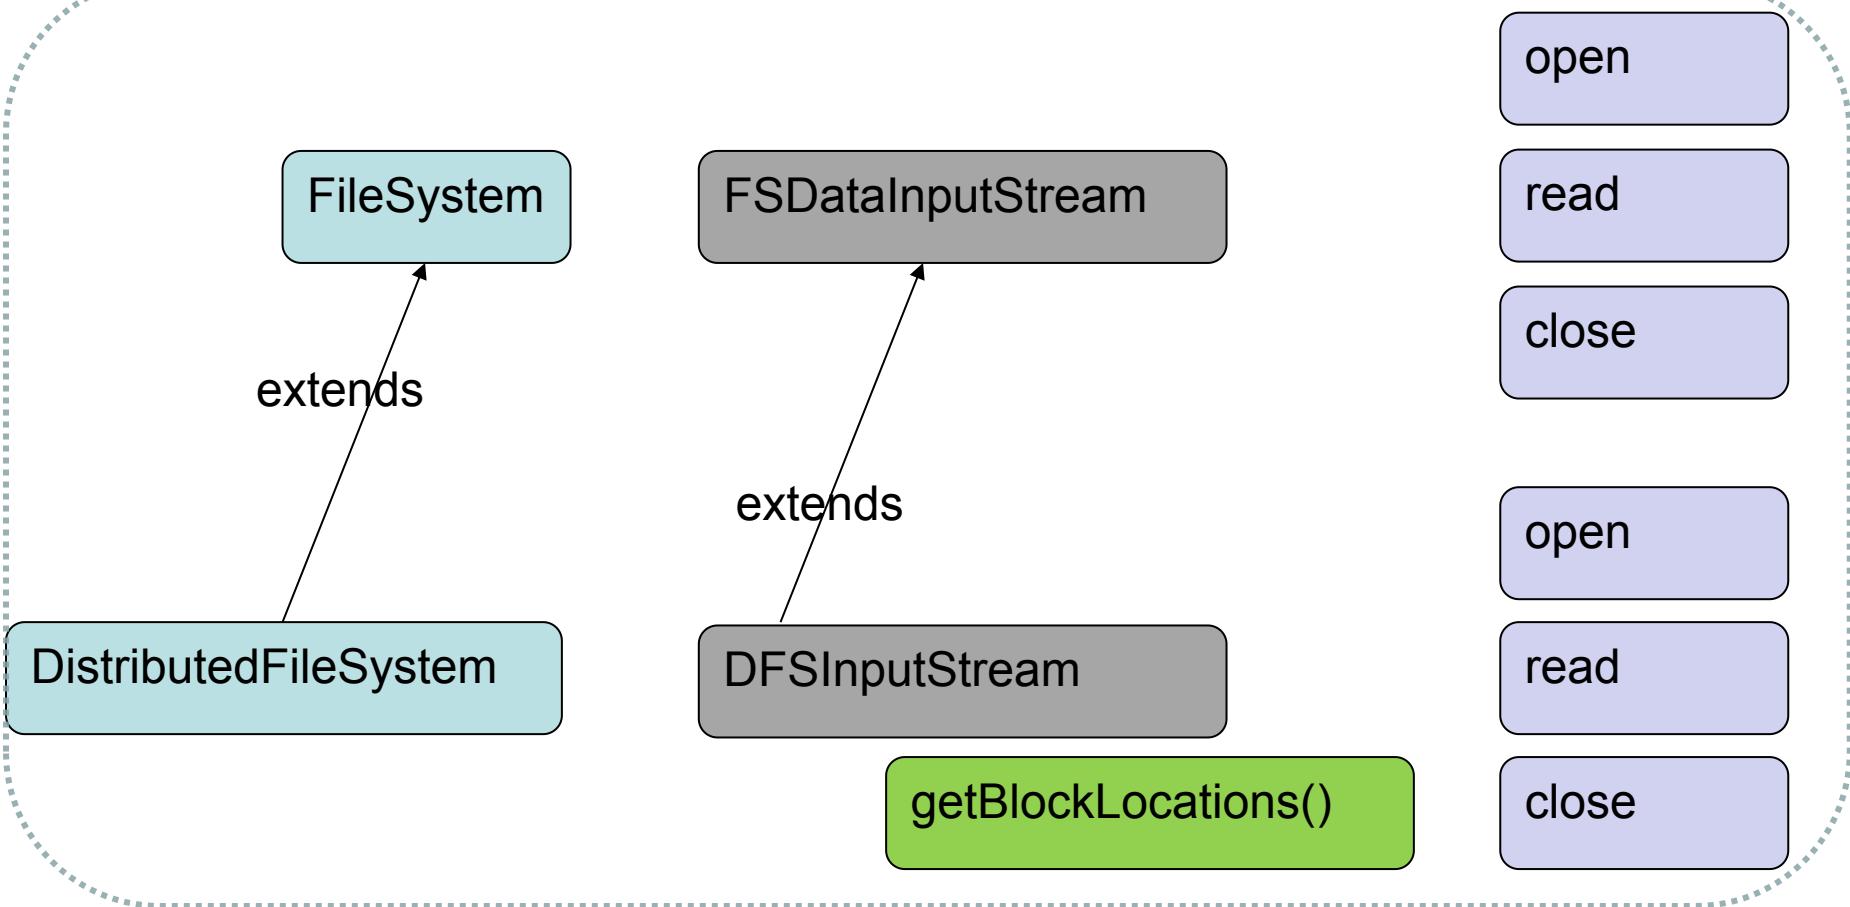 open
FileSystem
FSDataInputStream
read
close
extends
extends
open
DistributedFileSystem
DFSInputStream
read
getBlockLocations()
close